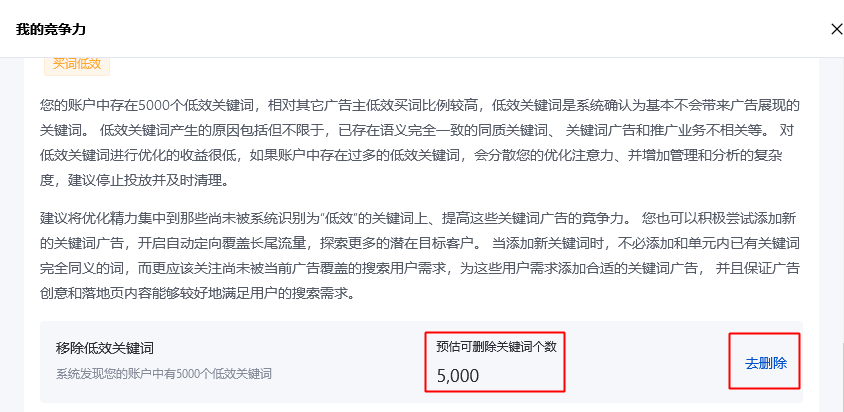 我的竞争力
买词低效
您的账户中存在5000个低效关键词，相对其它广告主低效买词比例较高，低效关键词是系统确认为基本不会带来广告展现的
关键词。 低效关键词产生的原因包括但不限于，已存在语义完全一致的同质关键词、 关键词广告和推广业务不相关等。 对
低效关键词进行优化的收益很低，如果账户中存在过多的低效关键词，会分散您的优化注意力、并增加管理和分析的复杂
度，建议停止投放并及时清理。
建议将优化精力集中到那些尚未被系统识别为“低效”的关键词上、提高这些关键词广告的竞争力。 您也可以积极尝试添加新
的关键词广告，开启自动定向覆盖长尾流量，探索更多的潜在目标客户。 当添加新关键词时，不必添加和单元内已有关键词
完全同义的词，而更应该关注尚未被当前广告覆盖的搜索用户需求，为这些用户需求添加合适的关键词广告， 并且保证广告
创意和落地页内容能够较好地满足用户的搜索需求。
移除低效关键词
系统发现您的账户中有5000个低效关键词
预估可删除关键词个数
5,000
去删除